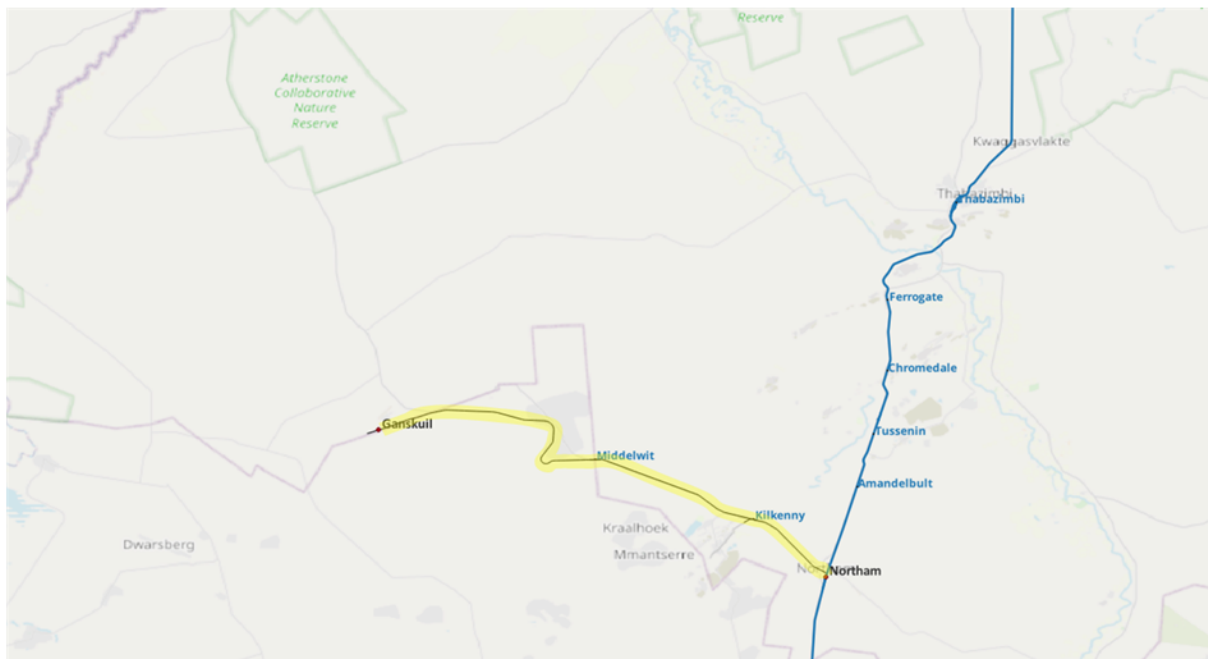 Reserve
Atherstone
Collaborative
Nature
Reserve
Kwaggasvlakte
Thabazimbi
Thabazimbi
Ferrogate
Chromedale
Ganskuil
Tussenin
Middelwit
Amandelbult
Kilkenny
Kraalhoek
Dwarsberg
Mmantserre
Northam
Northam